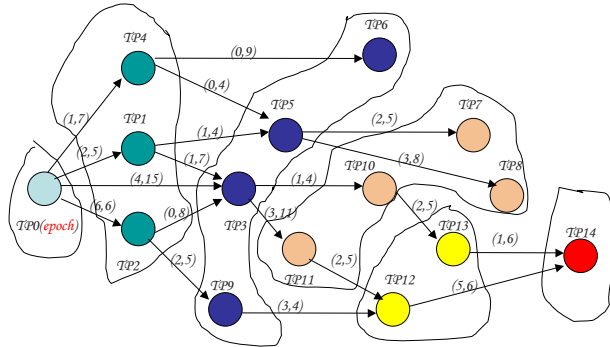 TP4
TP6
(0,9)
(0,4)
TP5
TP7
(1,7)
TP1
(1,4)
(2,5)
(2,5)
(1,7)
(3,8)
TP8
(4,15)
TP10
(1,4)
TP0(epoch)
(6,6)
(0,8)
TP3
(3,11)
(2,5)
TP13
TP14
TP2
(2,5)
(2,5)
(1,6)
TP11
TP12
TP9
(3,4)
(5,6)